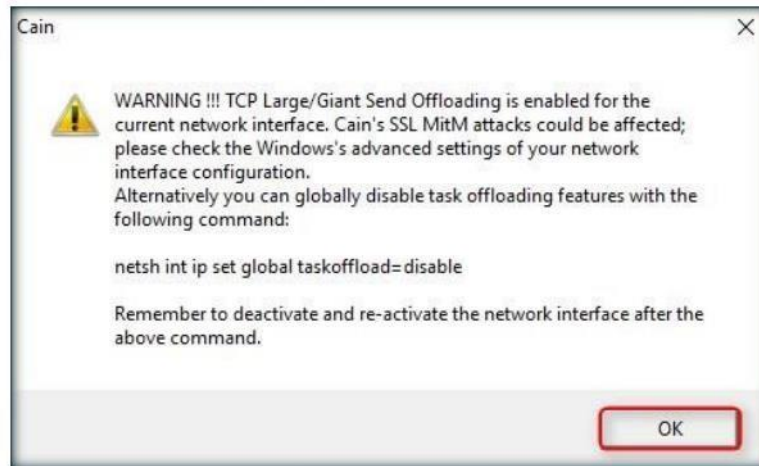 Cain
WARNING !!! TCP Large/Giant Send Offloading is enabled for the
current network interface. Cain's SSL MitM attacks could be affected;
please check the Windows's advanced settings of your network
interface configuration.
Alternatively you can globally disable task offloading features with the
following command:
netsh int ip set global taskoffload=disable
Remember to deactivate and re-activate the network interface after the
above command.
OK